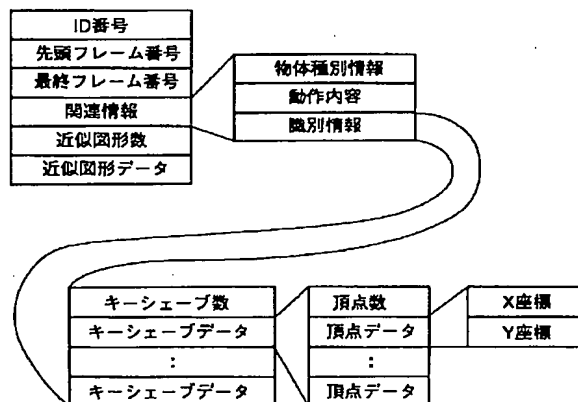 ID番号
先頭フレーム番号
最終フレーム番号
関連情報
近似図形数
近似図形データ
物体種別情報
動作内容
識別情報
キーシェーブ数
キーシェーブデータ
:
キーシェーブデータ
頂点数
頂点データ
:
頂点データ
X座標
Y座標